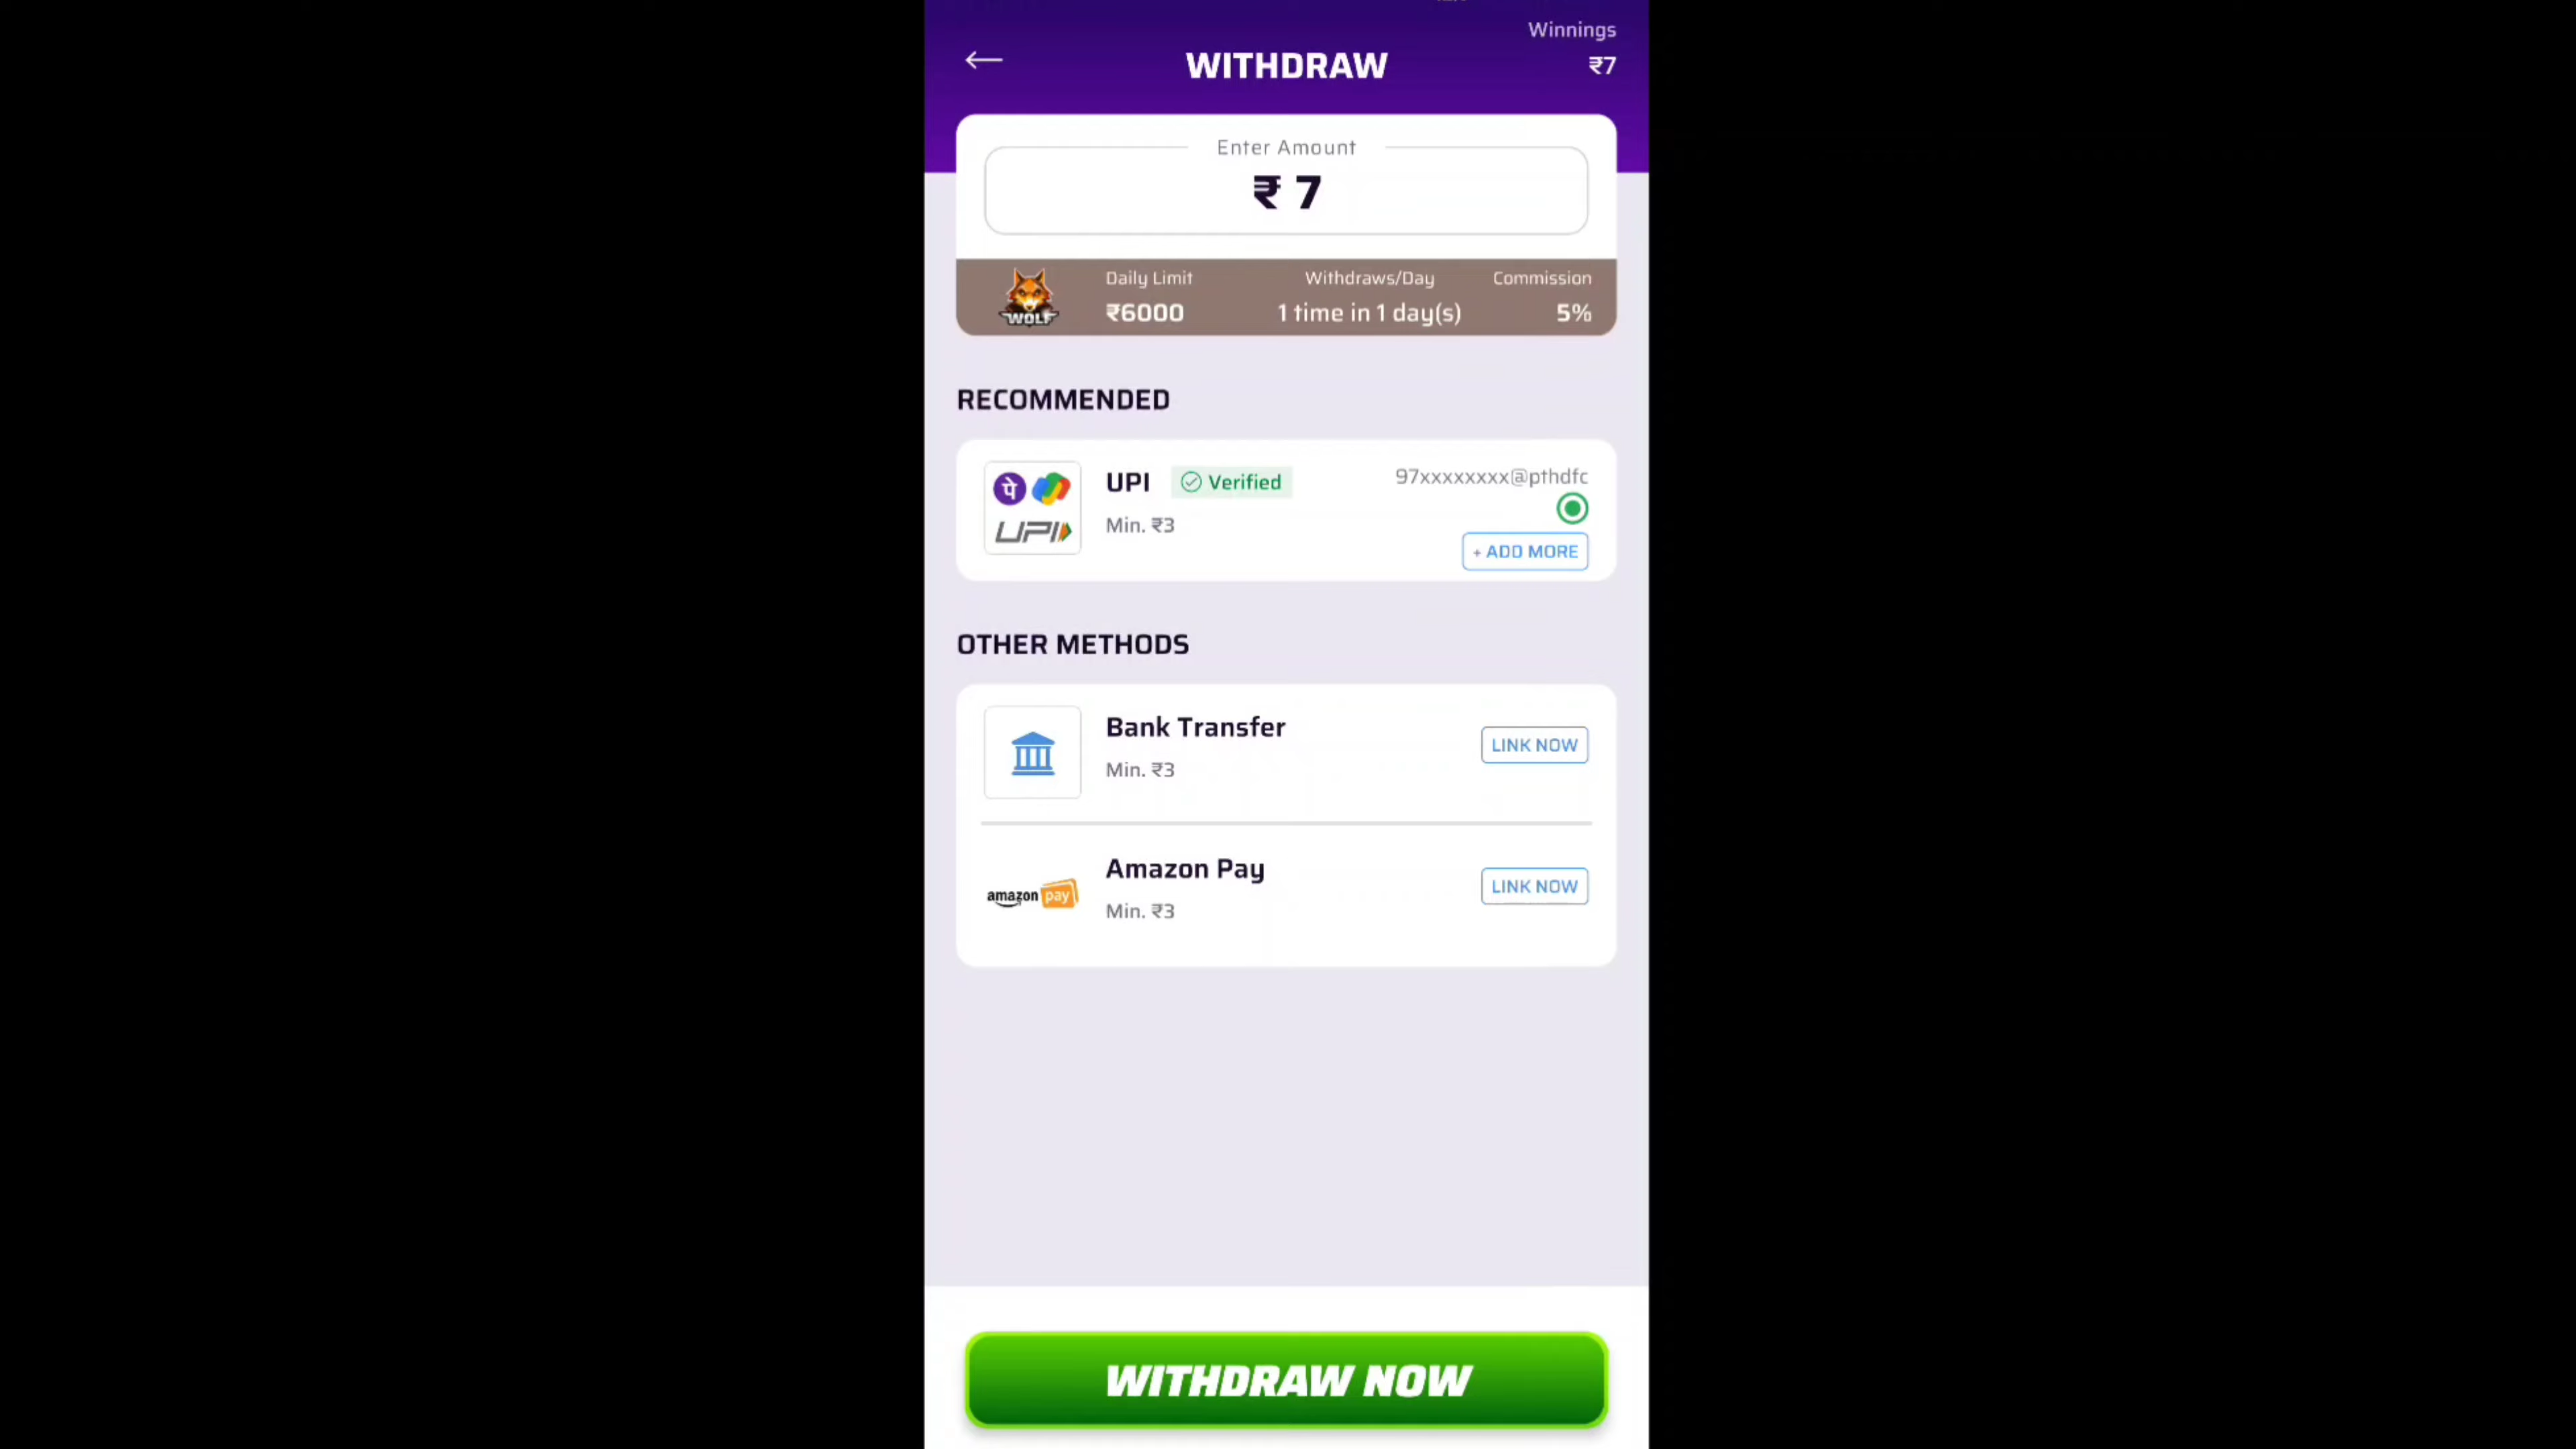 Winnings
WITHDRAW
₹7
Enter Amount
₹ 7
WOLF
Daily Limit
₹6000
Withdraws/Day
1 time in 1 day(s)
Commission
5%
RECOMMENDED
पे
UPI
UPI Verified
Min. ₹3
97xxxxxxxx@pthdfc
+ ADD MORE
OTHER METHODS
Bank Transfer
Min. ₹3
LINK NOW
amazon pay
Amazon Pay
Min. ₹3
LINK NOW
WITHDRAW NOW